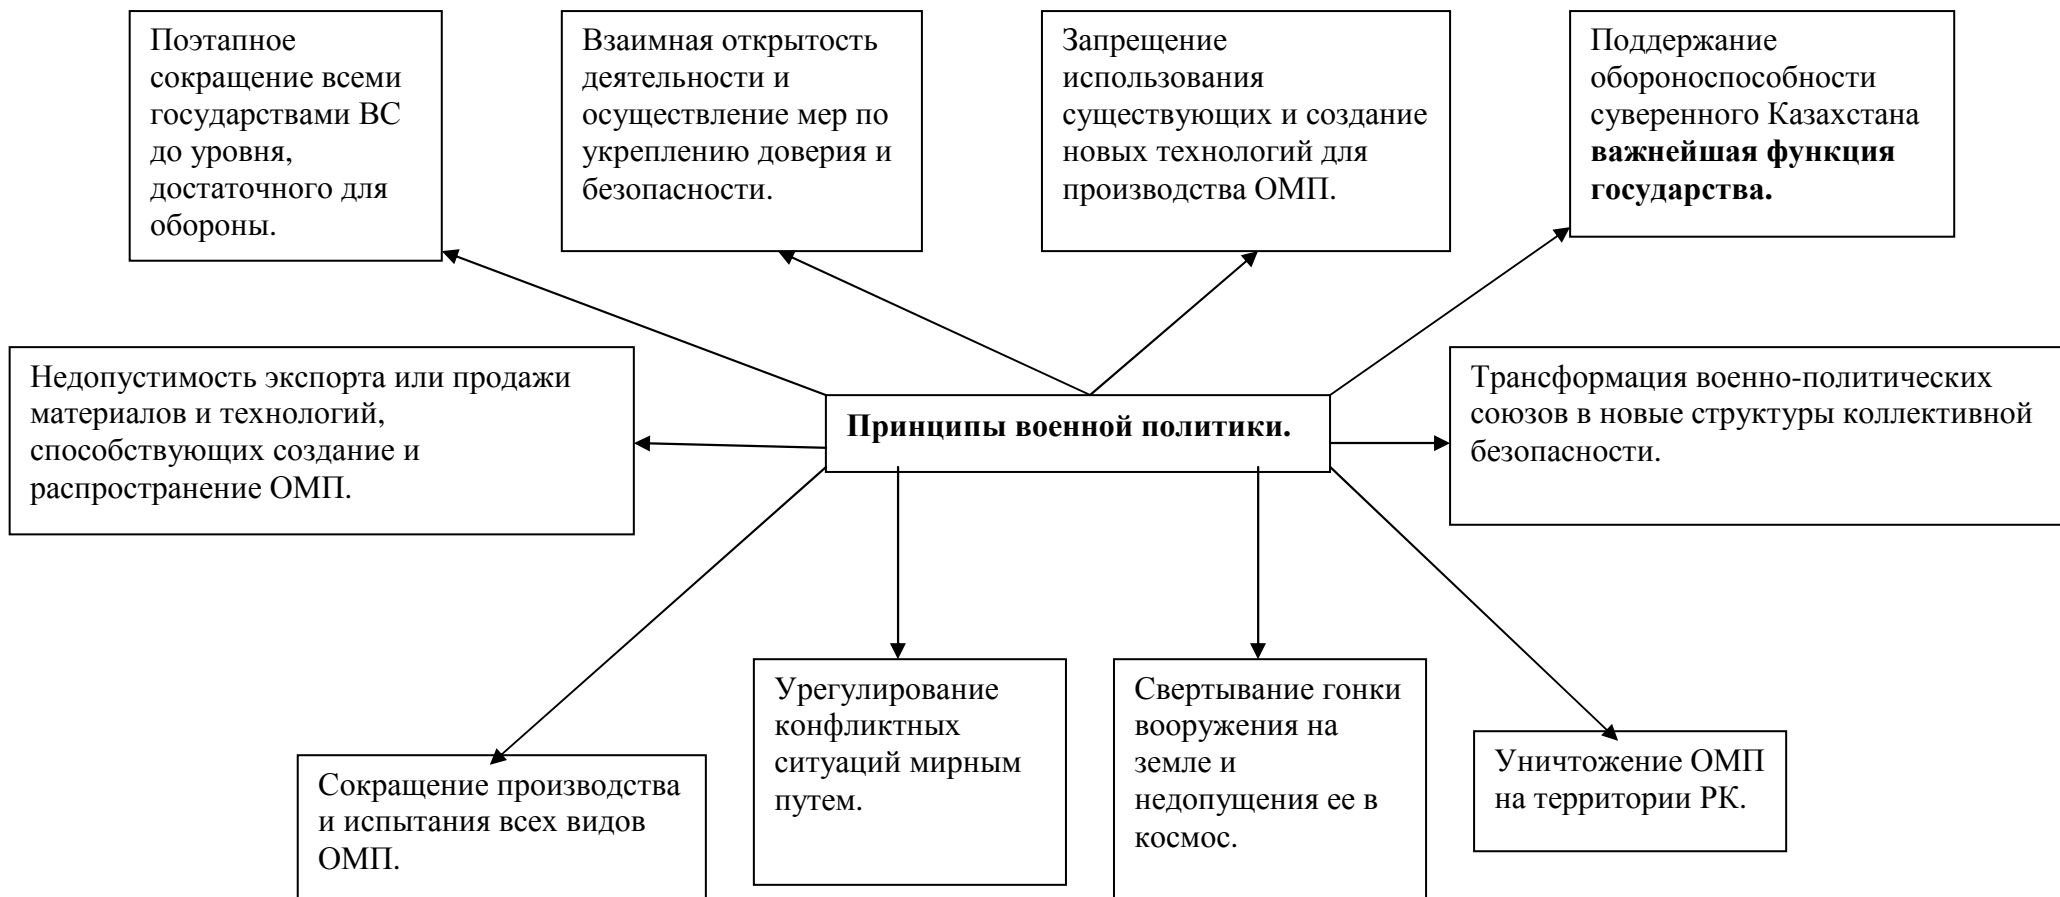 Поэтапное
сокращение всеми
государствами ВС
до уровня,
достаточного для
обороны.
Взаимная открытость
деятельности и
осуществление мер по
укреплению доверия и
безопасности.
Запрещение
использования
существующих и создание
новых технологий для
производства ОМП.
Поддержание
обороноспособности
суверенного Казахстана
важнейшая функция
государства.
Недопустимость экспорта или продажи
материалов и технологий,
способствующих создание и
распространение ОМП.
Принципы военной политики.
Трансформация военно-политических
союзов в новые структуры коллективной
безопасности.
Сокращение производства
и испытания всех видов
ОМП.
Урегулирование
конфликтных
ситуаций мирным
путем.
Свертывание гонки
вооружения на
земле и
недопущения ее в
космос.
Уничтожение ОМП
на территории РК.